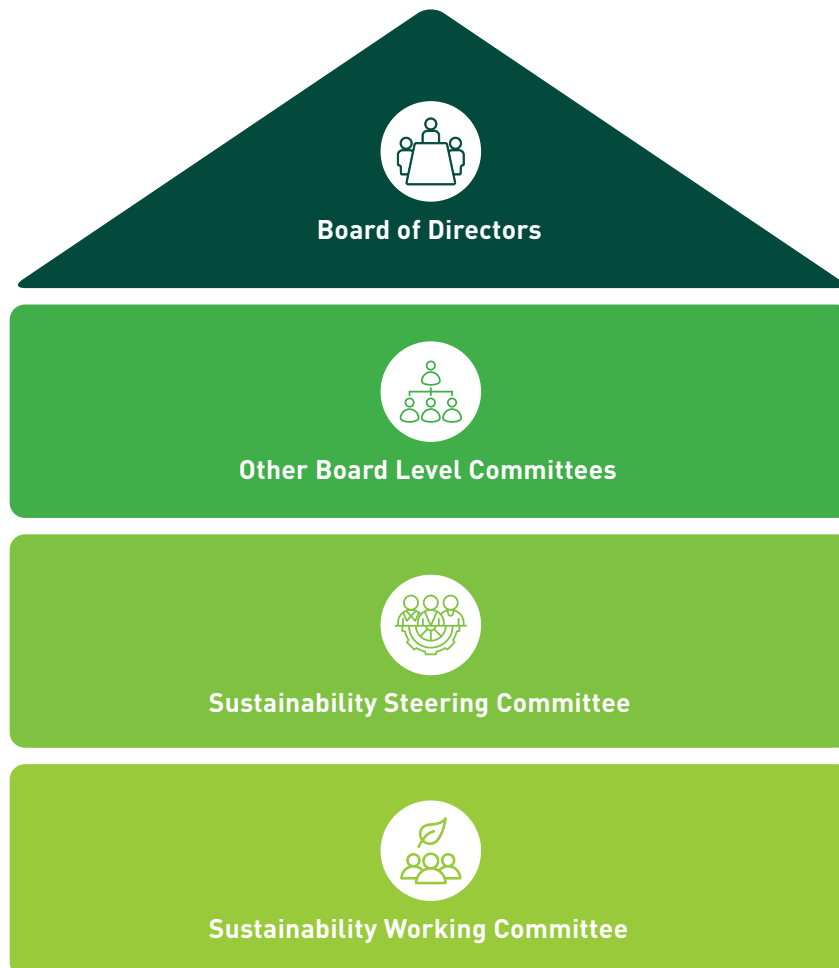 Board of Directors
Other Board Level Committees
Sustainability Steering Committee
Sustainability Working Committee